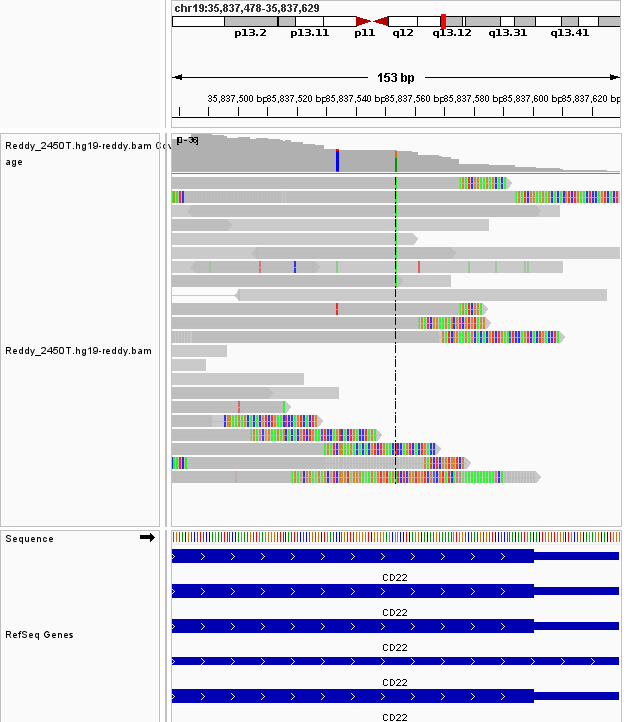 chr19:35,837,478-35,837,629
p13.2 p13.11 p11 q12 q13.12 q13.31 q13.41
153 bp
35,837,500 bp 35,837,520 bp 35,837,540 bp 35,837,560 bp 35,837,580 bp 35,837,600 bp 35,837,620 bp
Reddy_2450T.hg19-reddy.bam Cov
age
Reddy_2450T.hg19-reddy.bam
Sequence
CD22
CD22
RefSeq Genes
CD22
CD22
CD22